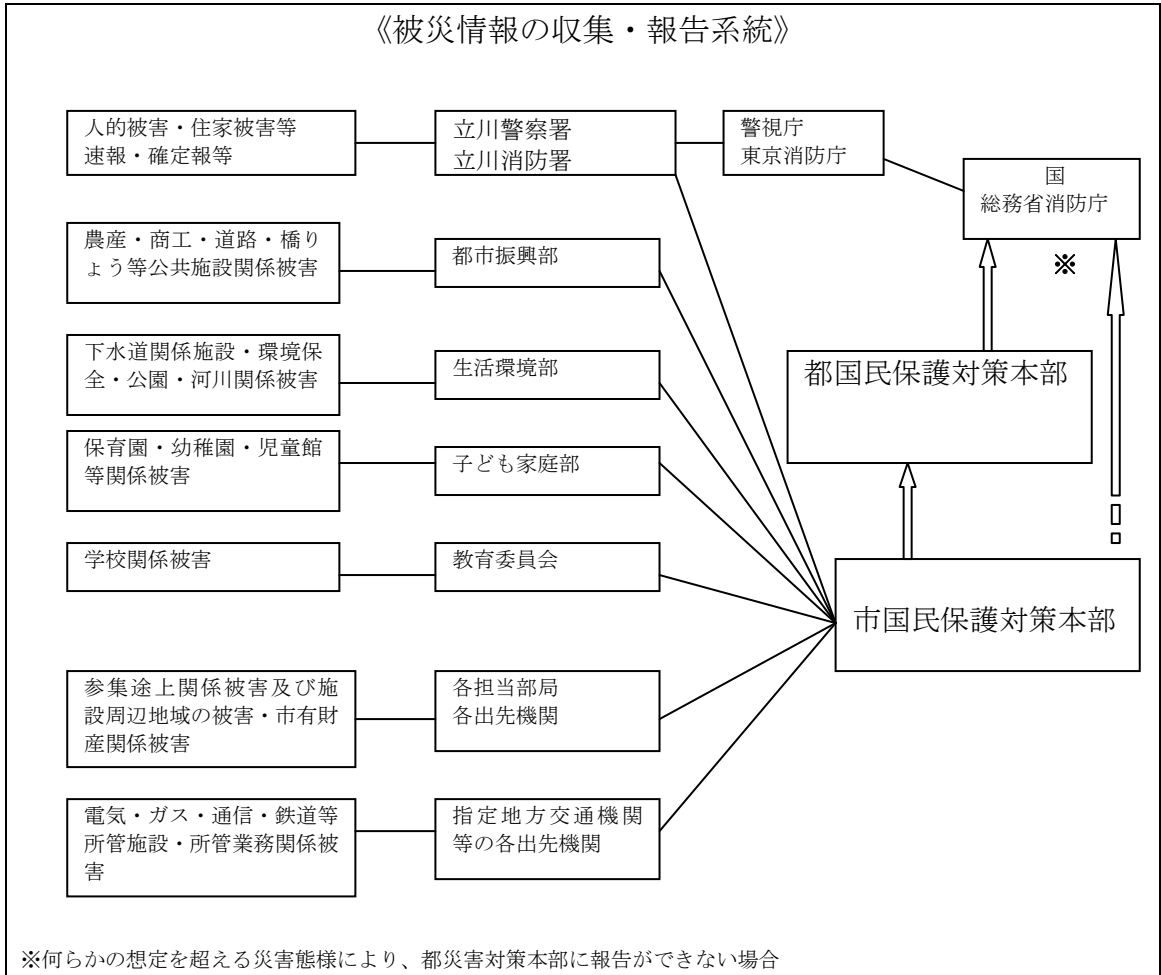 《被災情報の収集・報告系統》
人的被害・住家被害等
速報・確定報等
立川警察署
立川消防署
警視庁
東京消防庁
国
総務省消防庁
※
農産・商工・道路・橋り
ょう等公共施設関係被害
都市振興部
下水道関係施設・環境保
全・公園・河川関係被害
生活環境部
都国民保護対策本部
保育園・幼稚園・児童館
等関係被害
子ども家庭部
学校関係被害
教育委員会
市国民保護対策本部
参集途上関係被害及び施
設周辺地域の被害・市有財
産関係被害
各担当部局
各出先機関
電気・ガス・通信・鉄道等
所管施設・所管業務関係被
害
指定地方交通機関
等の各出先機関
※何らかの想定を超える災害態様により、都災害対策本部に報告ができない場合